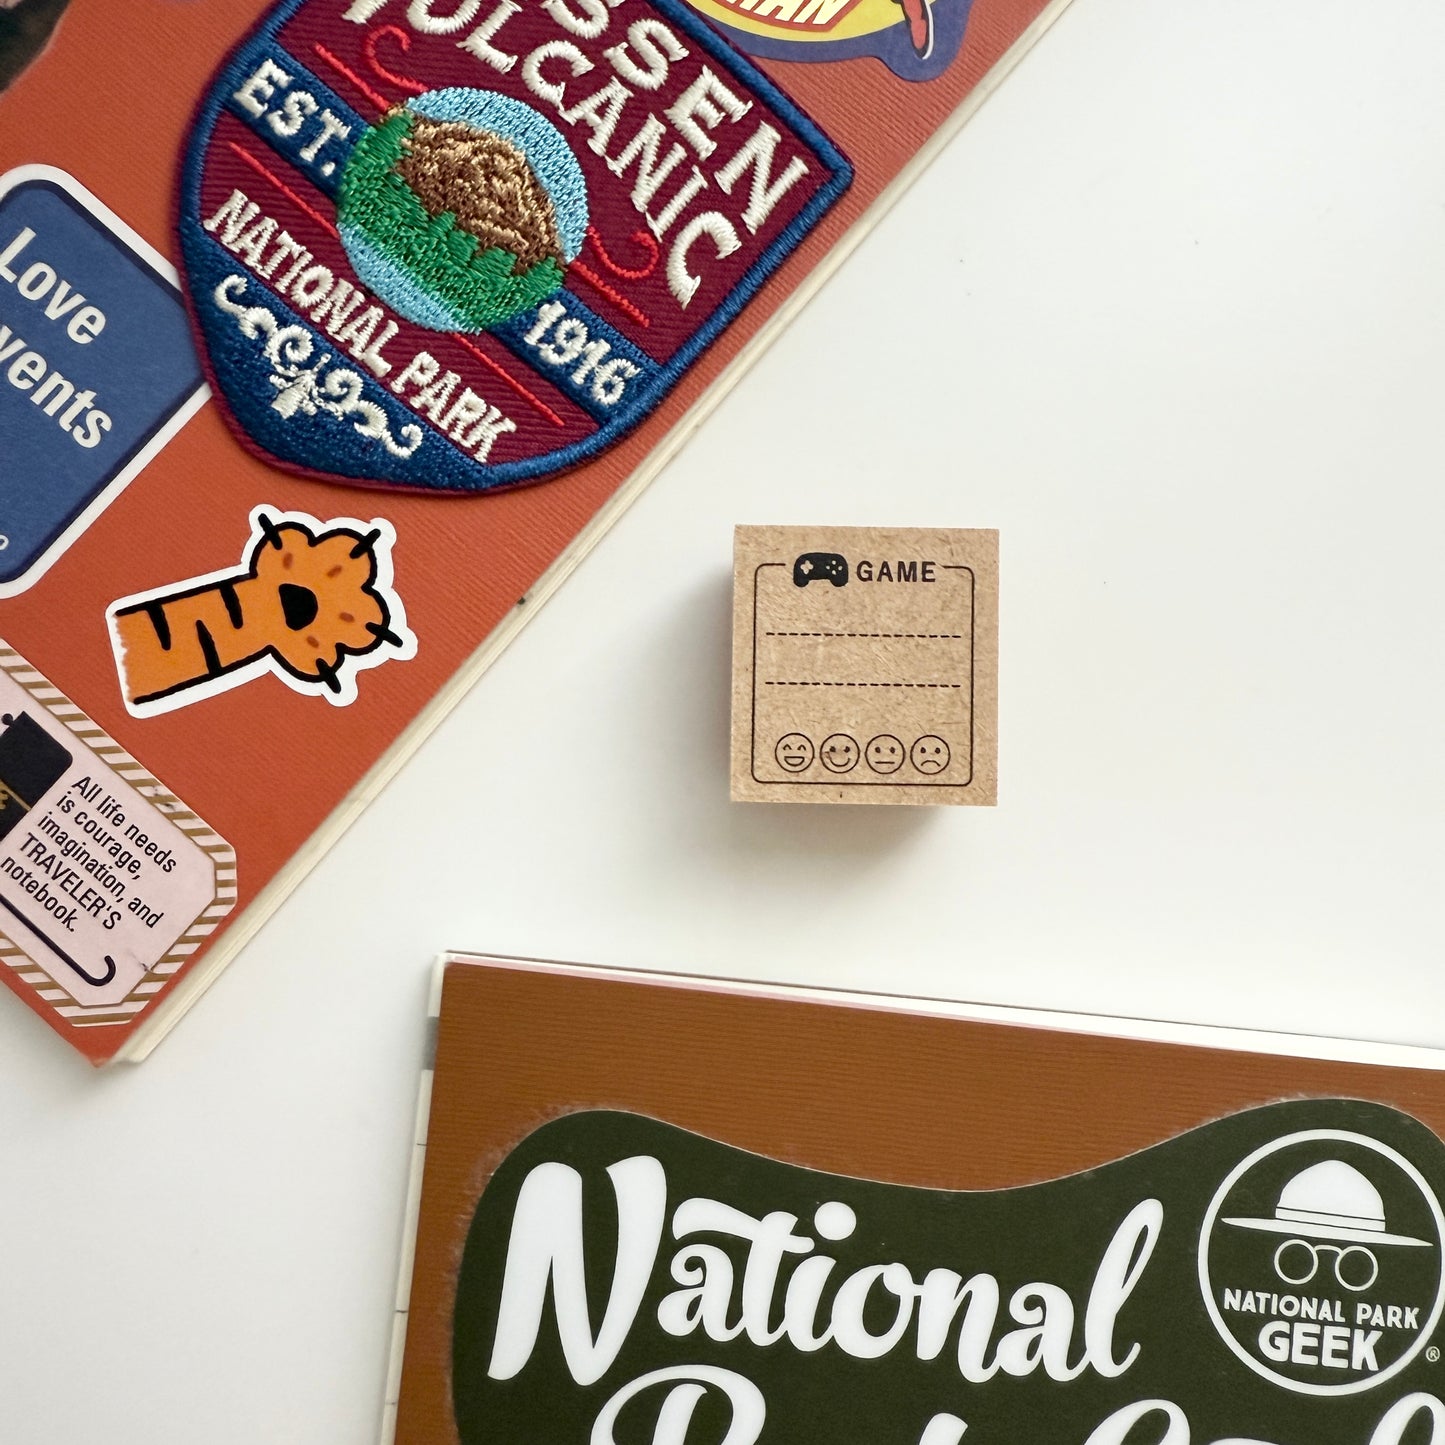 VOLCANIC
EST.
1916
NATIONAL PARK
Love
All life needs
is courage,
imagination, and
TRAVELER'S
notebook.
GAME
National
NATIONAL PARK
GEEK
®